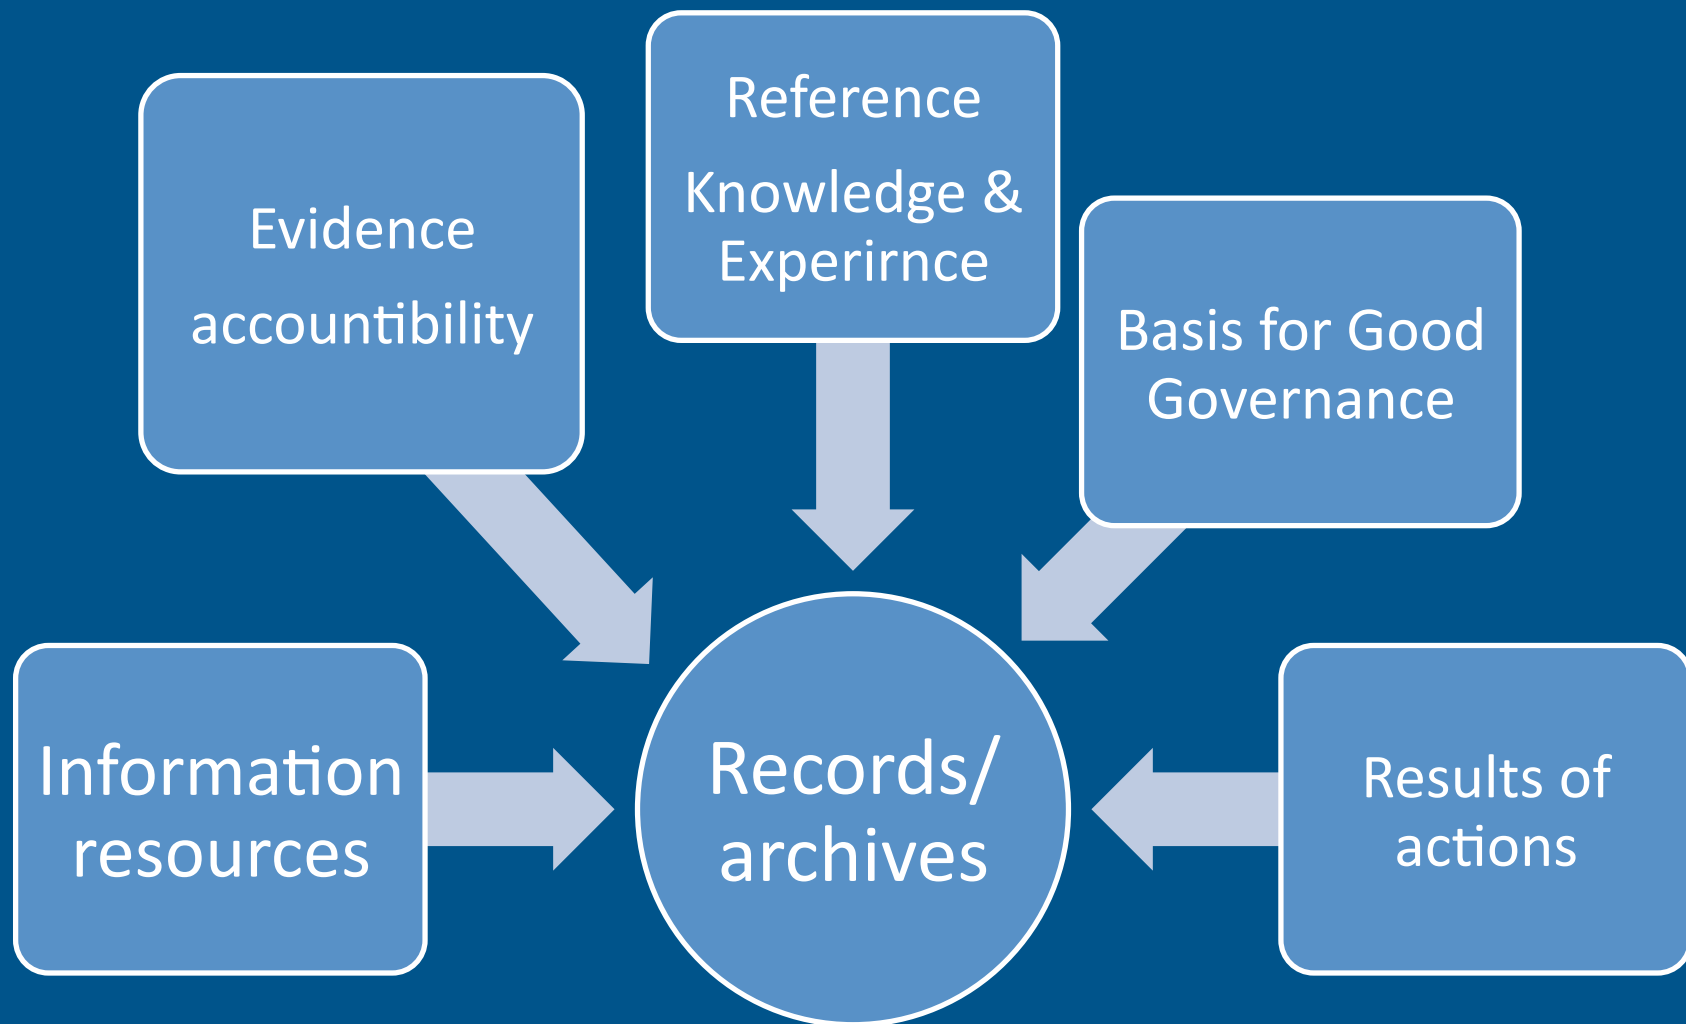 Reference
Knowledge &
Experirnce
Evidence
accountibility
Basis for Good
Governance
Information
resources
Records/
archives
Results of
actions